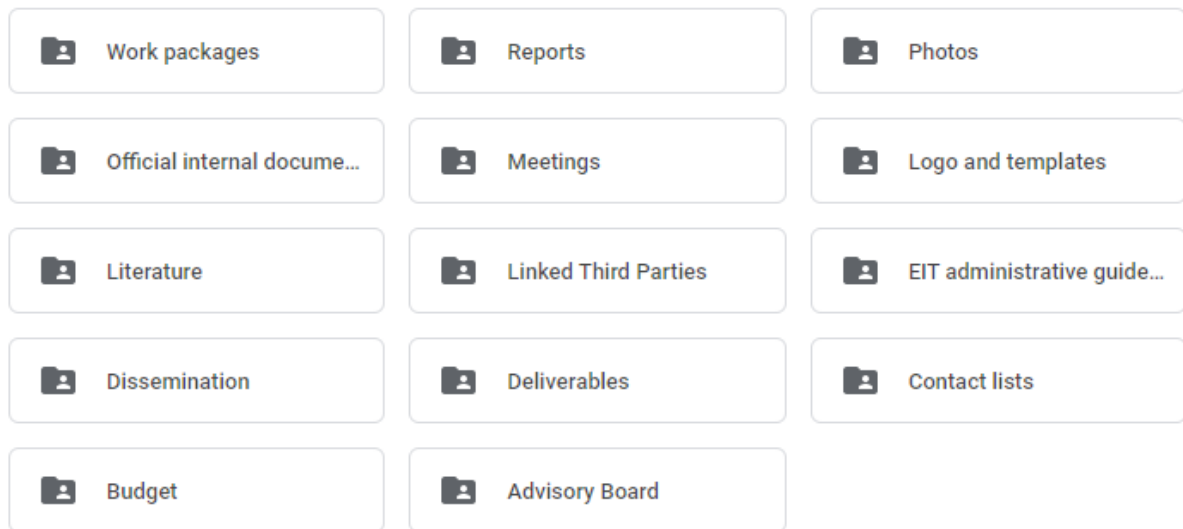 Work packages
Reports
Photos
Official internal docume...
Meetings
Logo and templates
Literature
Linked Third Parties
EIT administrative guide...
Dissemination
Deliverables
Contact lists
Budget
Advisory Board